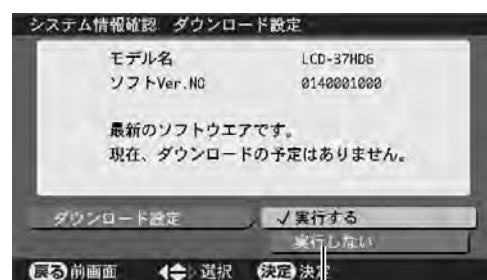 システム情報確認 ダウンロード設定
モデル名 LCD-37HD6
ソフトVer.NO 0140001000
最新のソフトウエアです。
現在、ダウンロードの予定はありません。
ダウンロード設定 ✓実行する
実行しない
戻る 前画面 選択 決定 決定